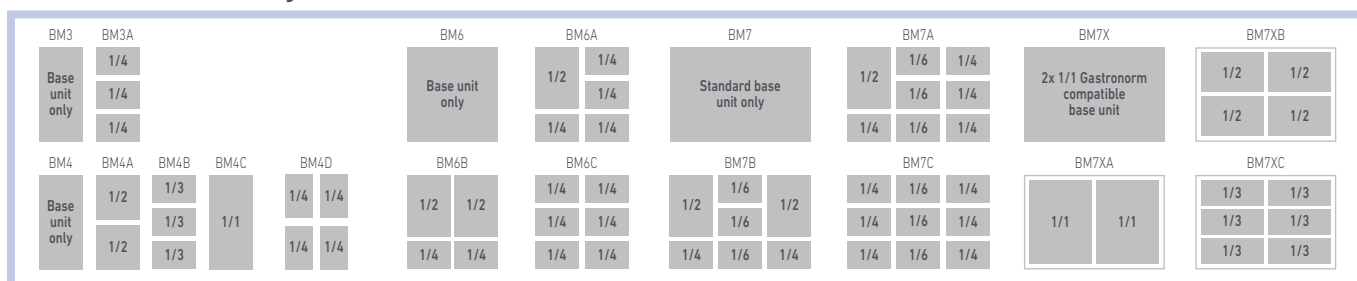 BM3 BM3A BM6 BM6A BM7 BM7A BM7X BM7XB
Base
unit
only
1/4
1/4
1/4
Base unit
only
1/2 1/4
1/4
1/4 1/4
Standard base
unit only
1/2 1/6 1/4
1/6 1/4
1/4 1/6 1/4
2x 1/1 Gastronorm
compatible
base unit
1/2 1/2
1/2 1/2
BM4 BM4A BM4B BM4C BM4D BM6B BM6C BM7B BM7C BM7XA BM7XC
Base
unit
only
1/2
1/2
1/3
1/3
1/3
1/1
1/4 1/4
1/4 1/4
1/2 1/2
1/4 1/4
1/4 1/4
1/4 1/4
1/4 1/4
1/2 1/6 1/2
1/6
1/4 1/6 1/4
1/4 1/6 1/4
1/4 1/6 1/4
1/4 1/6 1/4
1/1 1/1
1/3 1/3
1/3 1/3
1/3 1/3